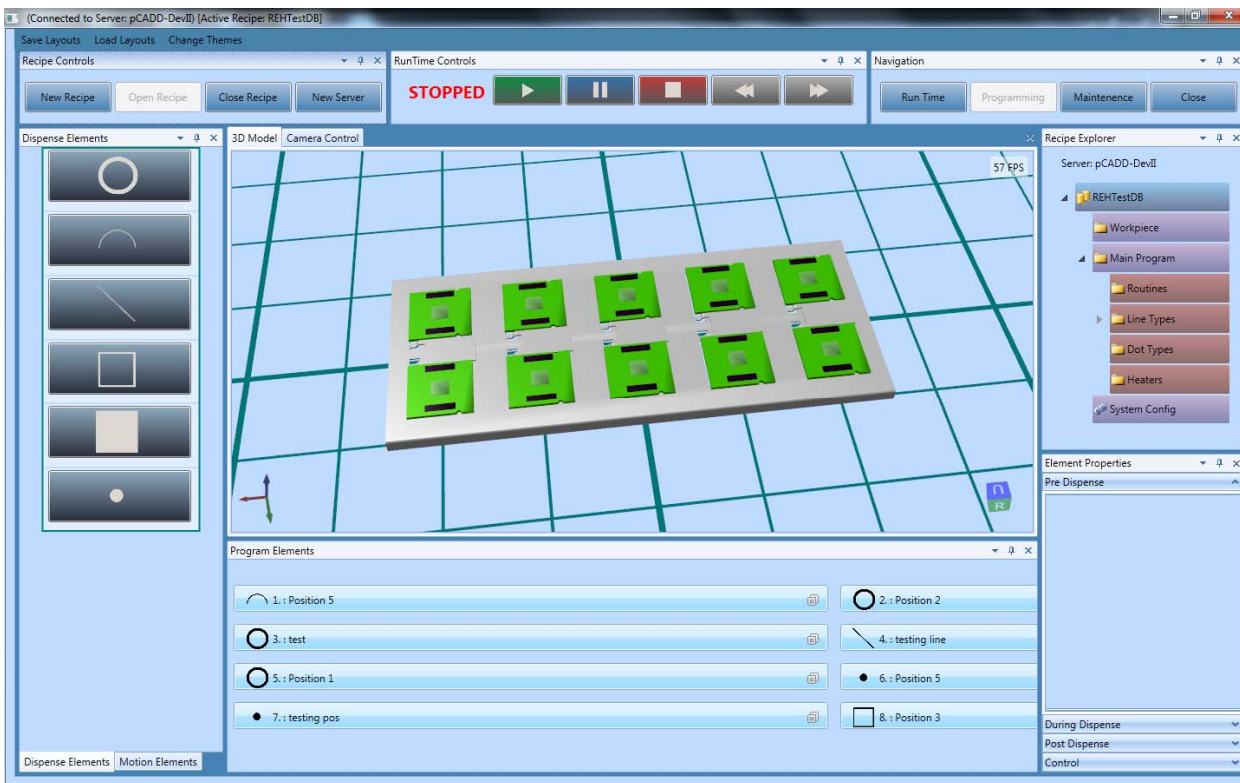 (Connected to Server: pCADD-DevII) [Active Recipe: REHTestDB]
Save Layouts Load Layouts Change Themes
Recipe Controls
New Recipe Open Recipe Close Recipe New Server
RunTime Controls
STOPPED
Navigation
Run Time Programming Maintenence Close
Dispense Elements
3D Model Camera Control
57 FPS
U
R
Recipe Explorer
Server: pCADD-DevII
REHTestDB
Workpiece
Main Program
Routines
Line Types
Dot Types
Heaters
System Config
Program Elements
1. : Position 5
2. : Position 2
3. : test
4. : testing line
5. : Position 1
6. : Position 5
7. : testing pos
8. : Position 3
Element Properties
Pre Dispense
During Dispense
Post Dispense
Control
Dispense Elements Motion Elements